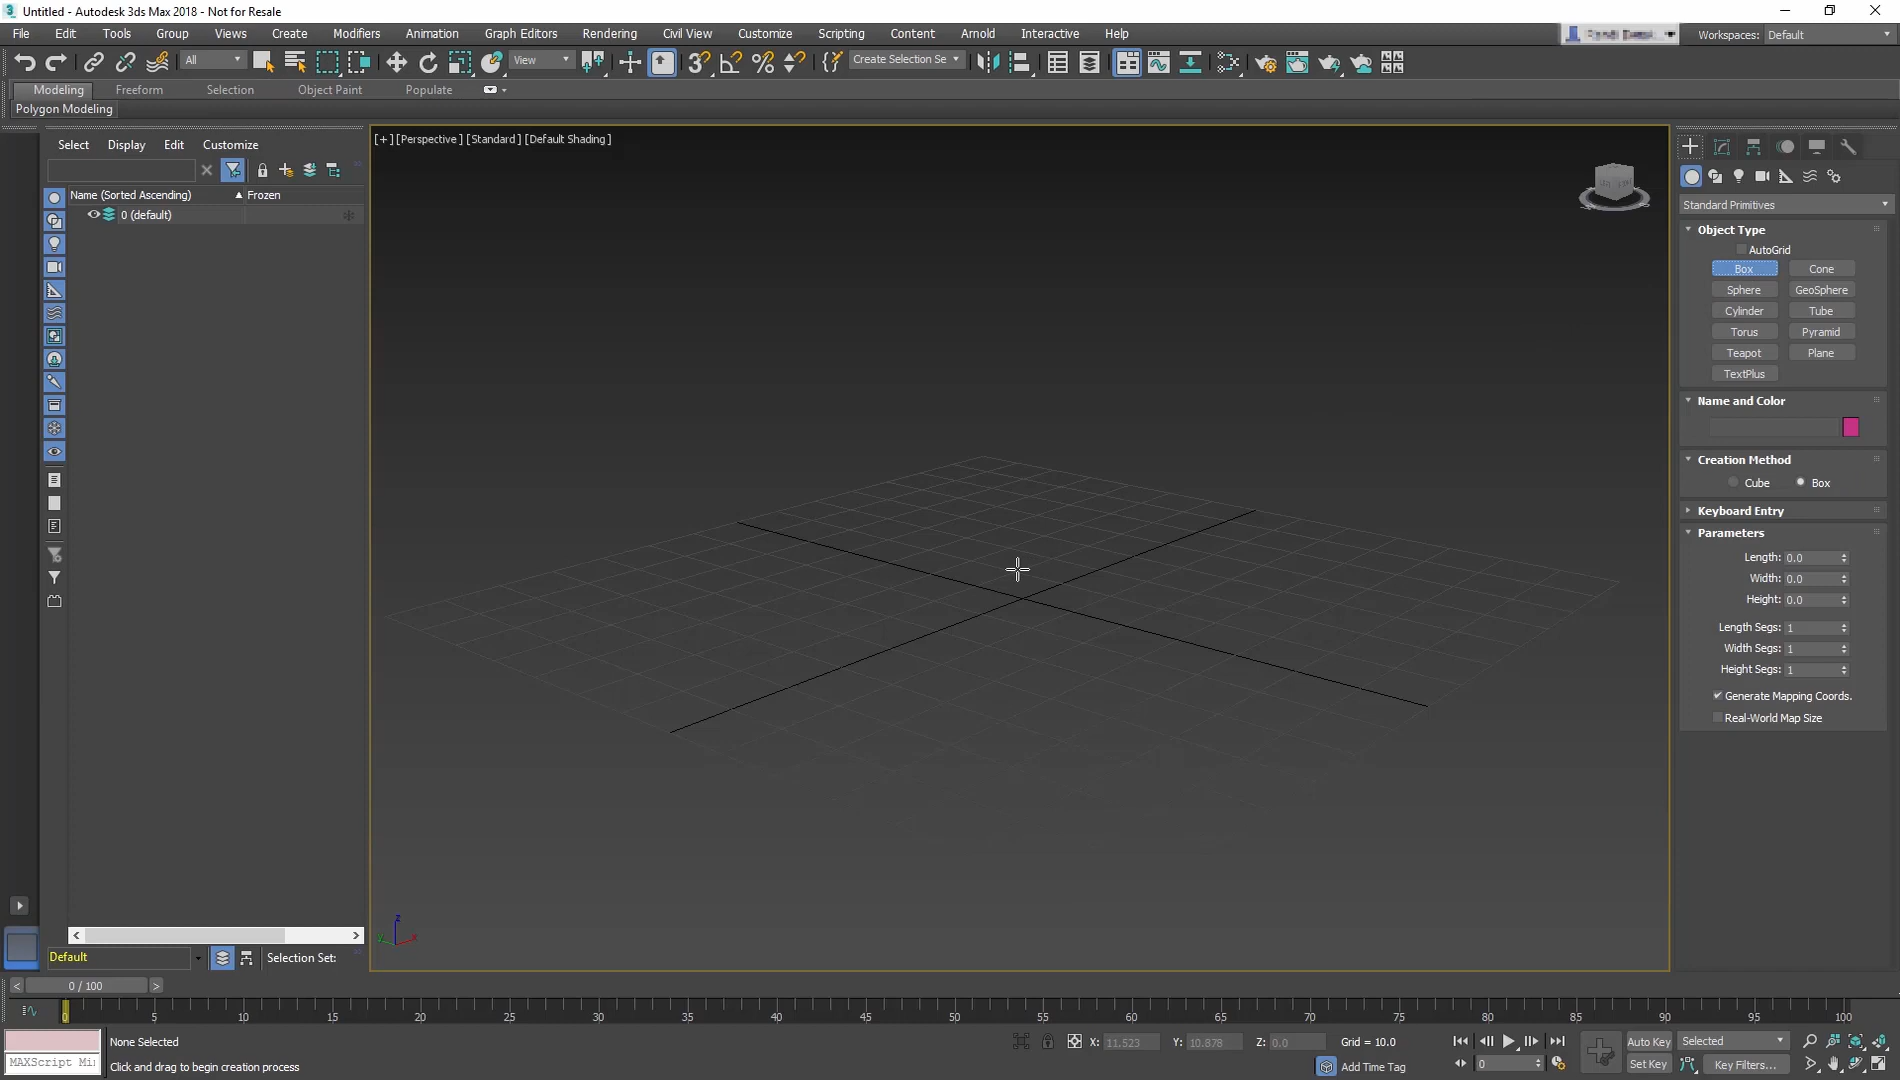 Untitled - Autodesk 3ds Max 2018 - Not for Resale
File Edit Tools Group Views Create Modifiers Animation Graph Editors Rendering Civil View Customize Scripting Content Arnold Interactive Help
Workspaces: Default
All
View
Create Selection Se
Modeling Freeform Selection Object Paint Populate
Polygon Modeling
Select Display Edit Customize
Name (Sorted Ascending) Frozen
0 (default)
Default
Selection Set:
[+] [Perspective] [Standard] [Default Shading]
z
y
x
Standard Primitives
Object Type
AutoGrid
Box Cone
Sphere GeoSphere
Cylinder Tube
Torus Pyramid
Teapot Plane
TextPlus
Name and Color
Creation Method
Cube Box
Keyboard Entry
Parameters
Length: 0.0
Width: 0.0
Height: 0.0
Length Segs: 1
Width Segs: 1
Height Segs: 1
Generate Mapping Coords.
Real-World Map Size
0 / 100
0 5 10 15 20 25 30 35 40 45 50 55 60 65 70 75 80 85 90 95 100
None Selected
X: 11.523 Y: 10.878 Z: 0.0 Grid = 10.0
Auto Key Selected
MAXScript Mi
Click and drag to begin creation process
Add Time Tag
0
Set Key Key Filters...